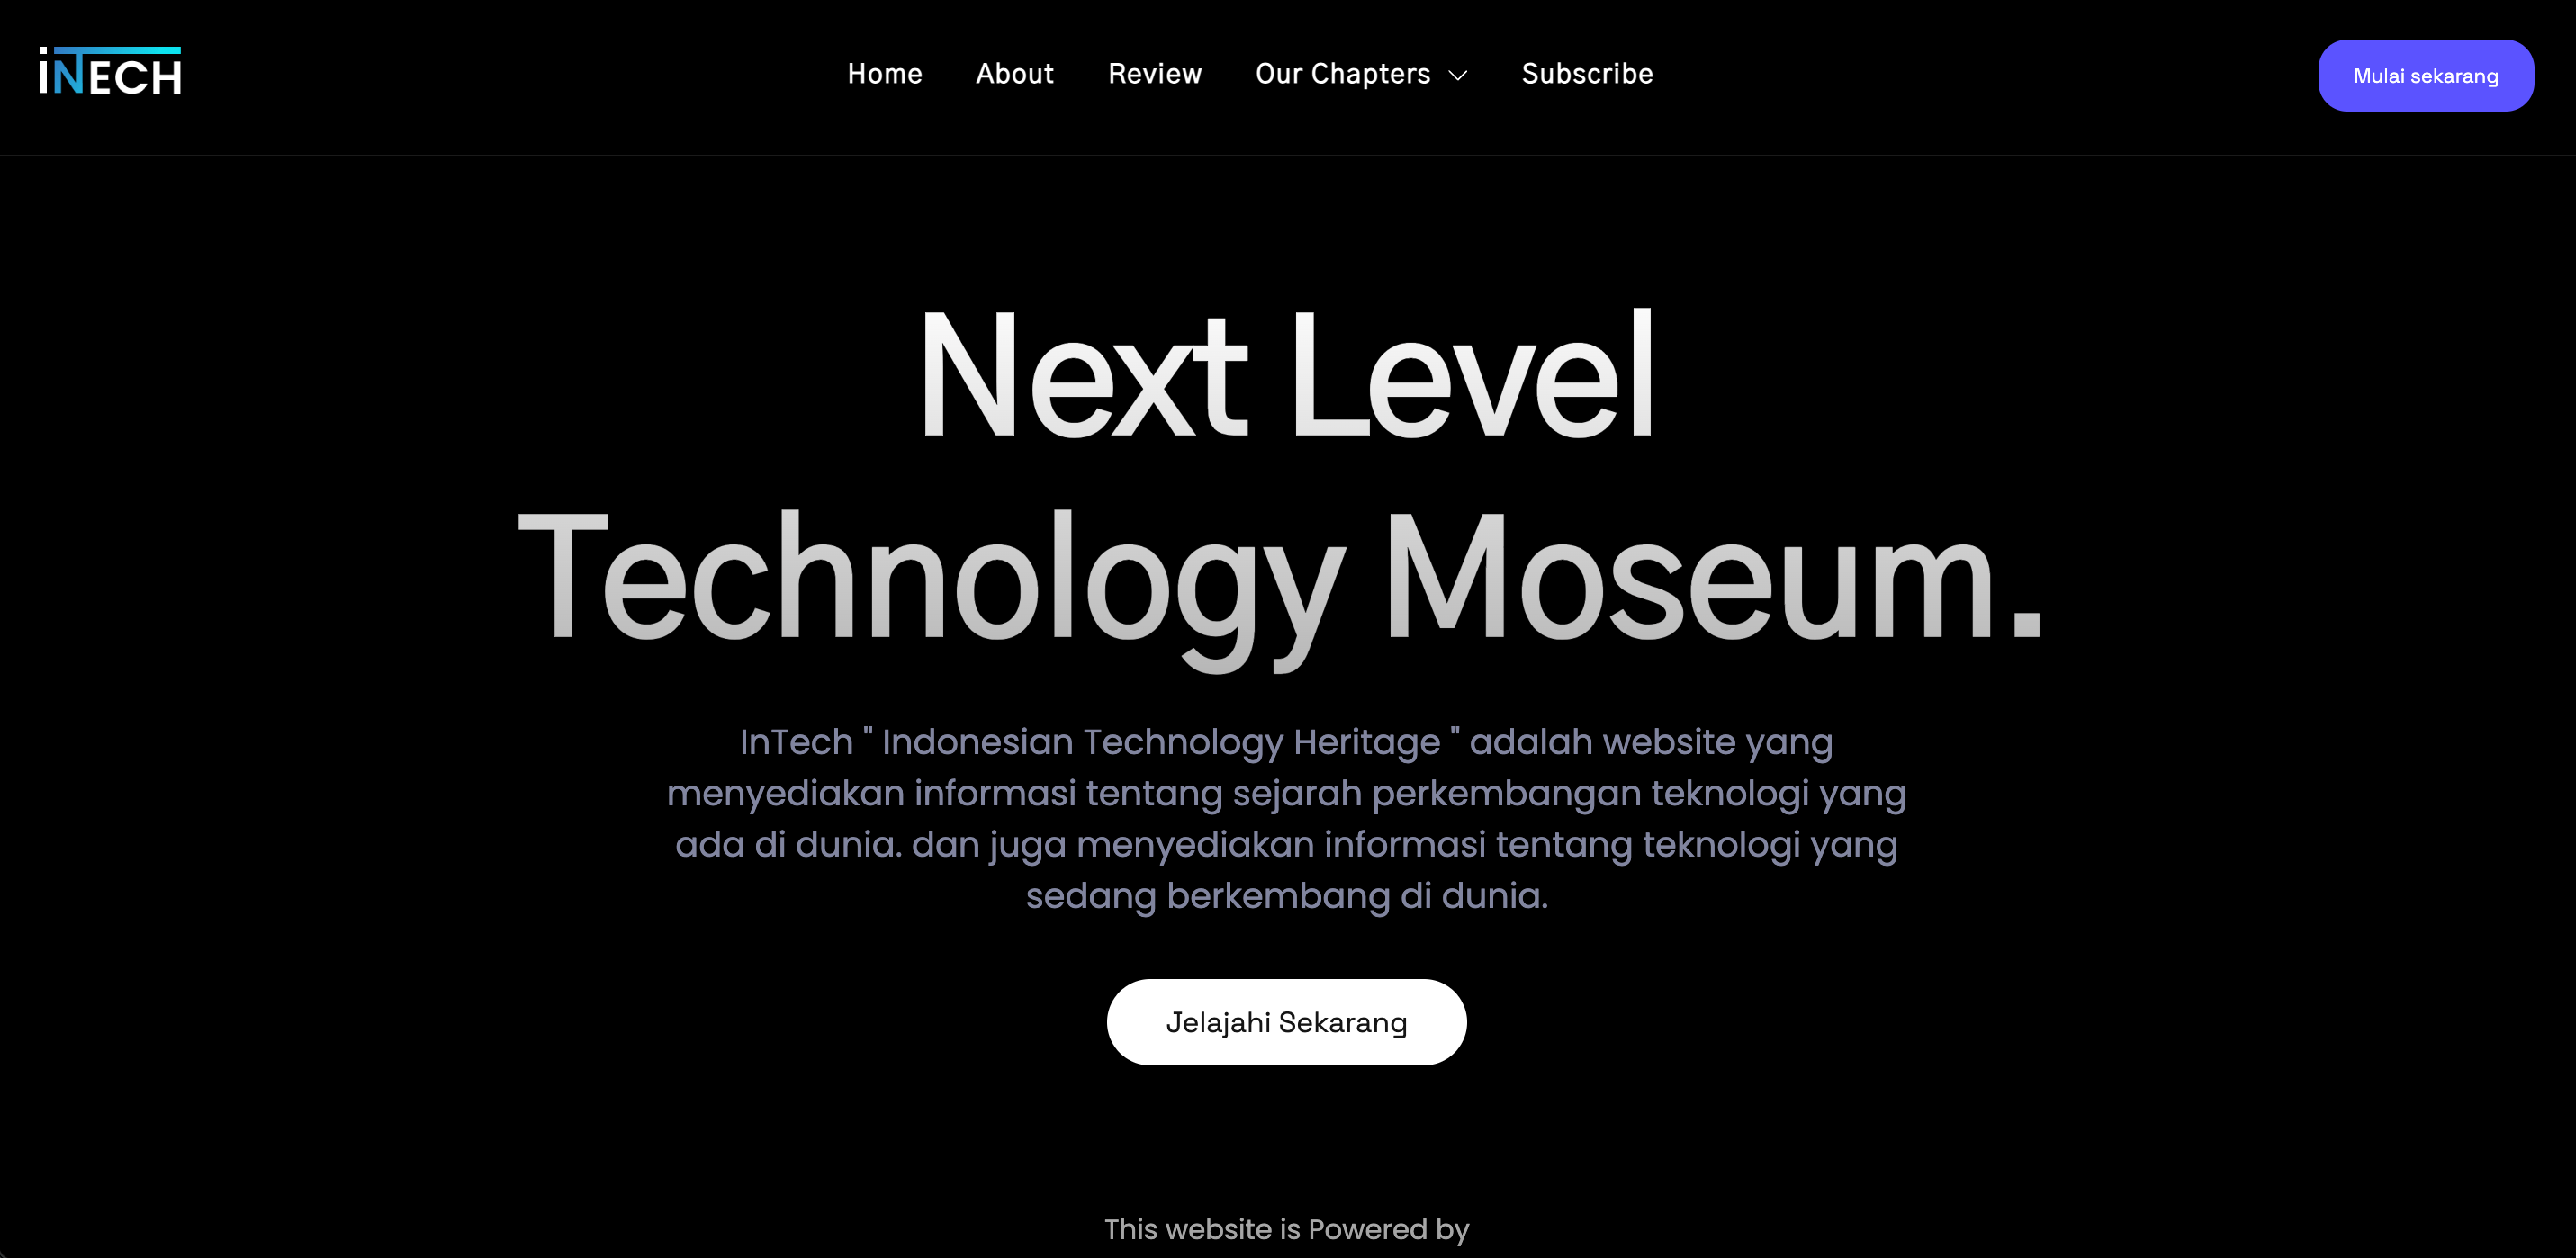 iNTECH
Home About Review Our Chapters Subscribe
Mulai sekarang
Next Level
Technology Moseum.
InTech " Indonesian Technology Heritage " adalah website yang
menyediakan informasi tentang sejarah perkembangan teknologi yang
ada di dunia. dan juga menyediakan informasi tentang teknologi yang
sedang berkembang di dunia.
Jelajahi Sekarang
This website is Powered by